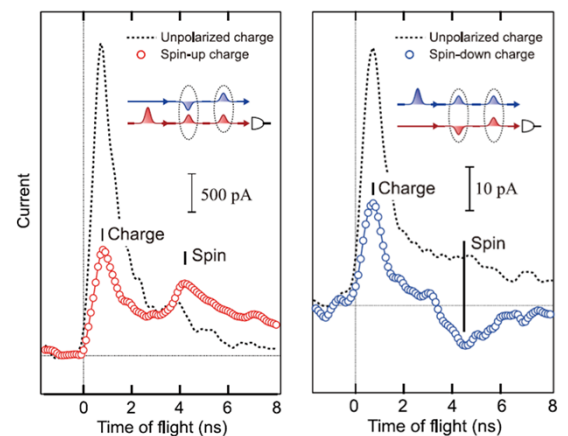 Unpolarized charge
Spin-up charge
500 pA
Charge
Spin
Current
0 2 4 6 8
Time of flight (ns)
Unpolarized charge
Spin-down charge
10 pA
Charge
Spin
0 2 4 6 8
Time of flight (ns)